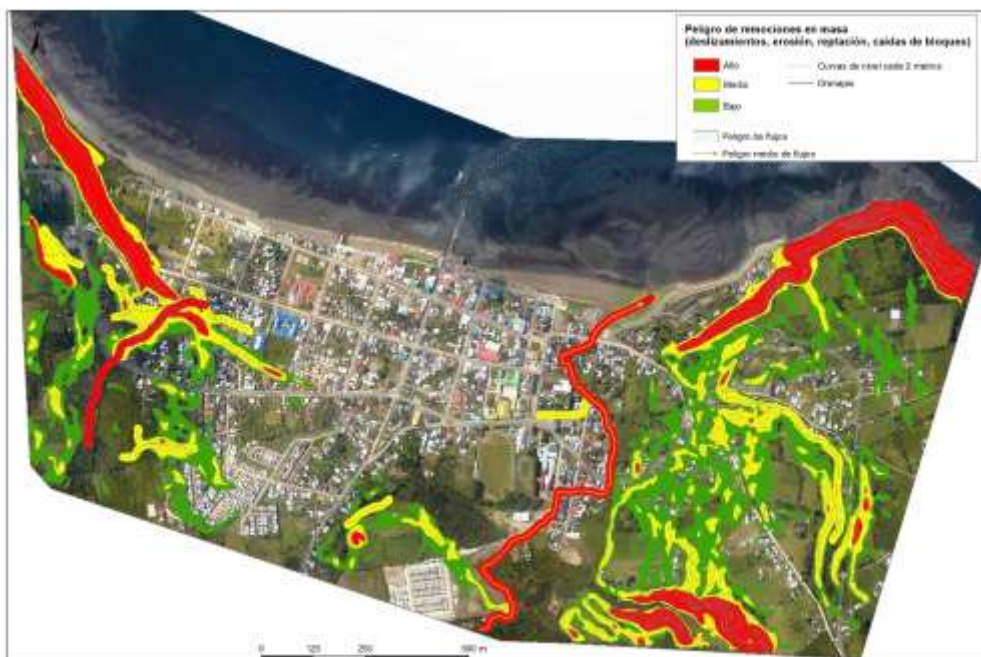 Peligro de remociones en masa
(deslizamientos, erosión, reptación, caídas de bloques)
Alto
Medio
Bajo
Curvas de nivel cada 2 metros
Drenajes
Peligro de flujos
Peligro medio de flujos
0 125 250 500 m